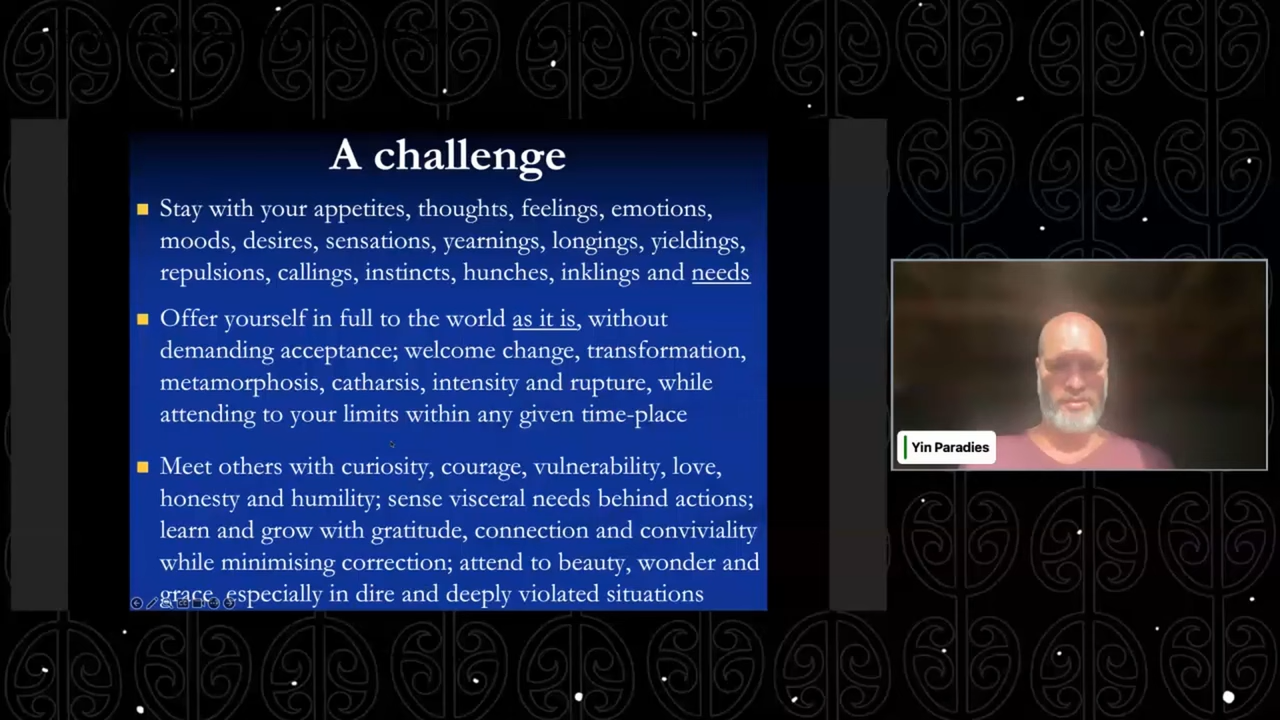 A challenge
Stay with your appetites, thoughts, feelings, emotions,
moods, desires, sensations, yearnings, longings, yieldings,
repulsions, callings, instincts, hunches, inklings and needs
Offer yourself in full to the world as it is, without
demanding acceptance; welcome change, transformation,
metamorphosis, catharsis, intensity and rupture, while
attending to your limits within any given time-place
Meet others with curiosity, courage, vulnerability, love,
honesty and humility; sense visceral needs behind actions;
learn and grow with gratitude, connection and conviviality
while minimising correction; attend to beauty, wonder and
grace, especially in dire and deeply violated situations
Yin Paradies